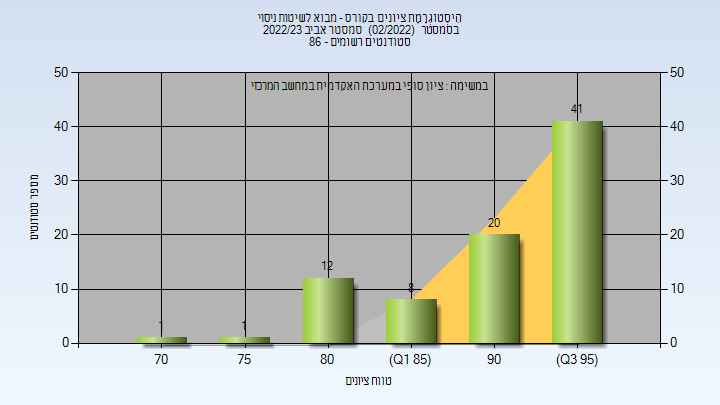 היסטוגרמת ציונים בקורס - מבוא לשיטות ניסוי
בסמסטר (02/2022) סמסטר אביב 2022/23
סטודנטים רשומים - 86
במשימה : ציון סופי במערכת האקדמית במחשב המרכזי
50 50
40 40
30 30
20 20
10 10
0 0
41
20
12
8
1 1
מספר סטודנטים
70 75 80 (Q1 85) 90 (Q3 95)
טווח ציונים